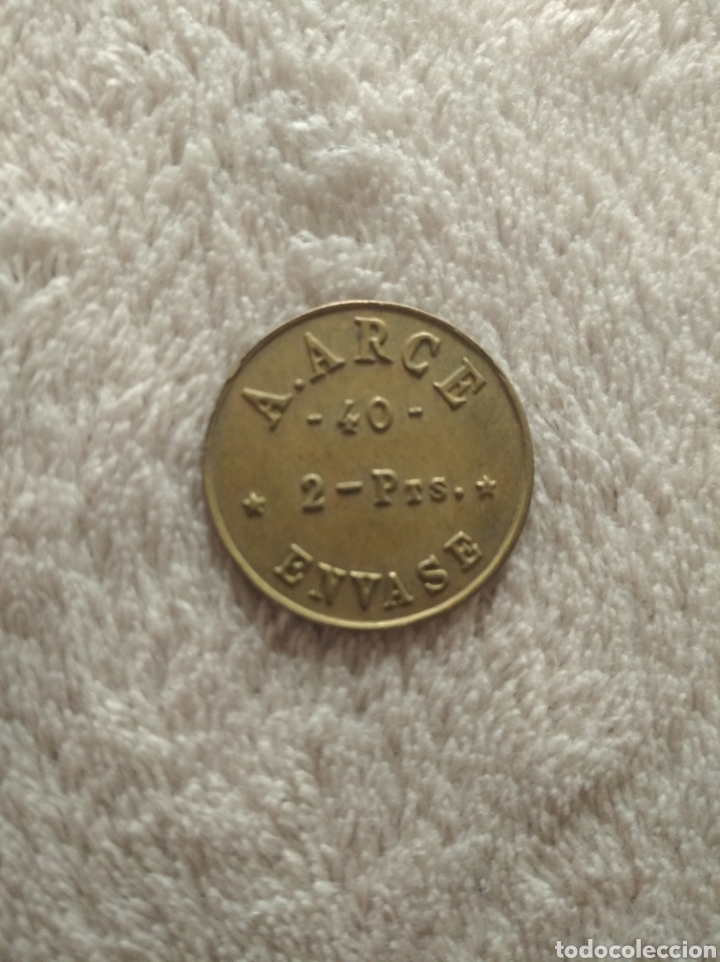 A. ARCE
- 40 -
★ 2 - PTS. ★
ENVASE
todocoleccion